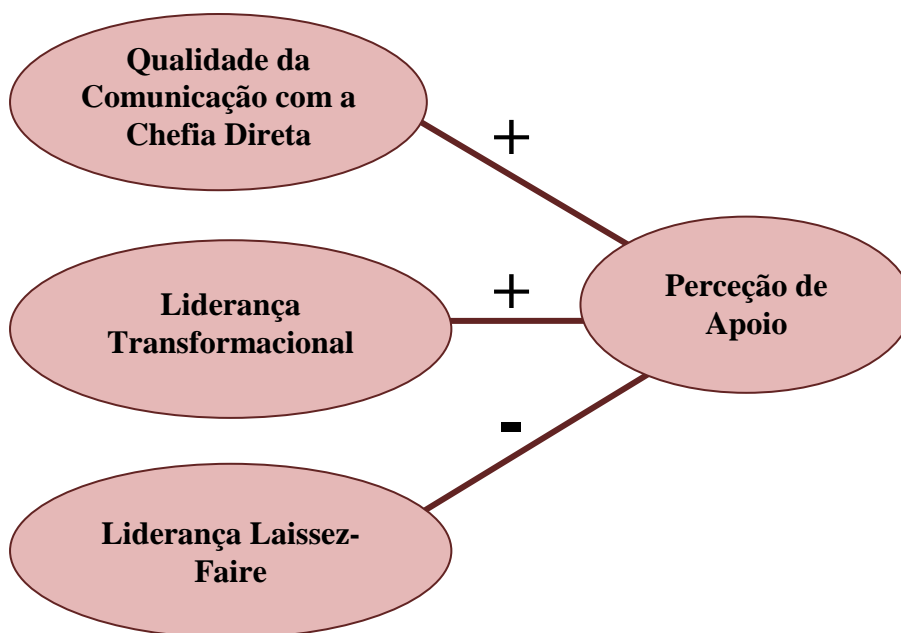 Qualidade da
Comunicação com a
Chefia Direta
+
Liderança
Transformacional
+
Perceção de
Apoio
-
Liderança Laissez-
Faire